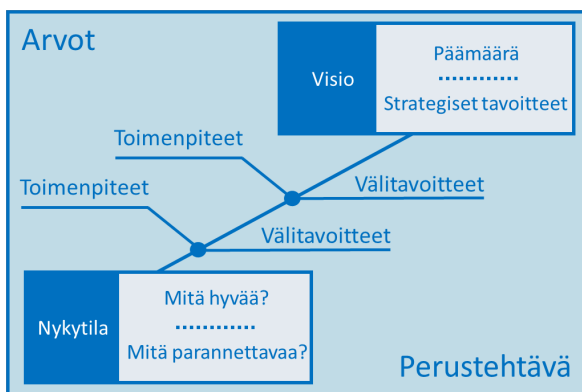 Arvot
Visio
Päämäärä
Strategiset tavoitteet
Toimenpiteet
Välitavoitteet
Toimenpiteet
Välitavoitteet
Nykytila
Mitä hyvää?
Mitä parannettavaa?
Perustehtävä